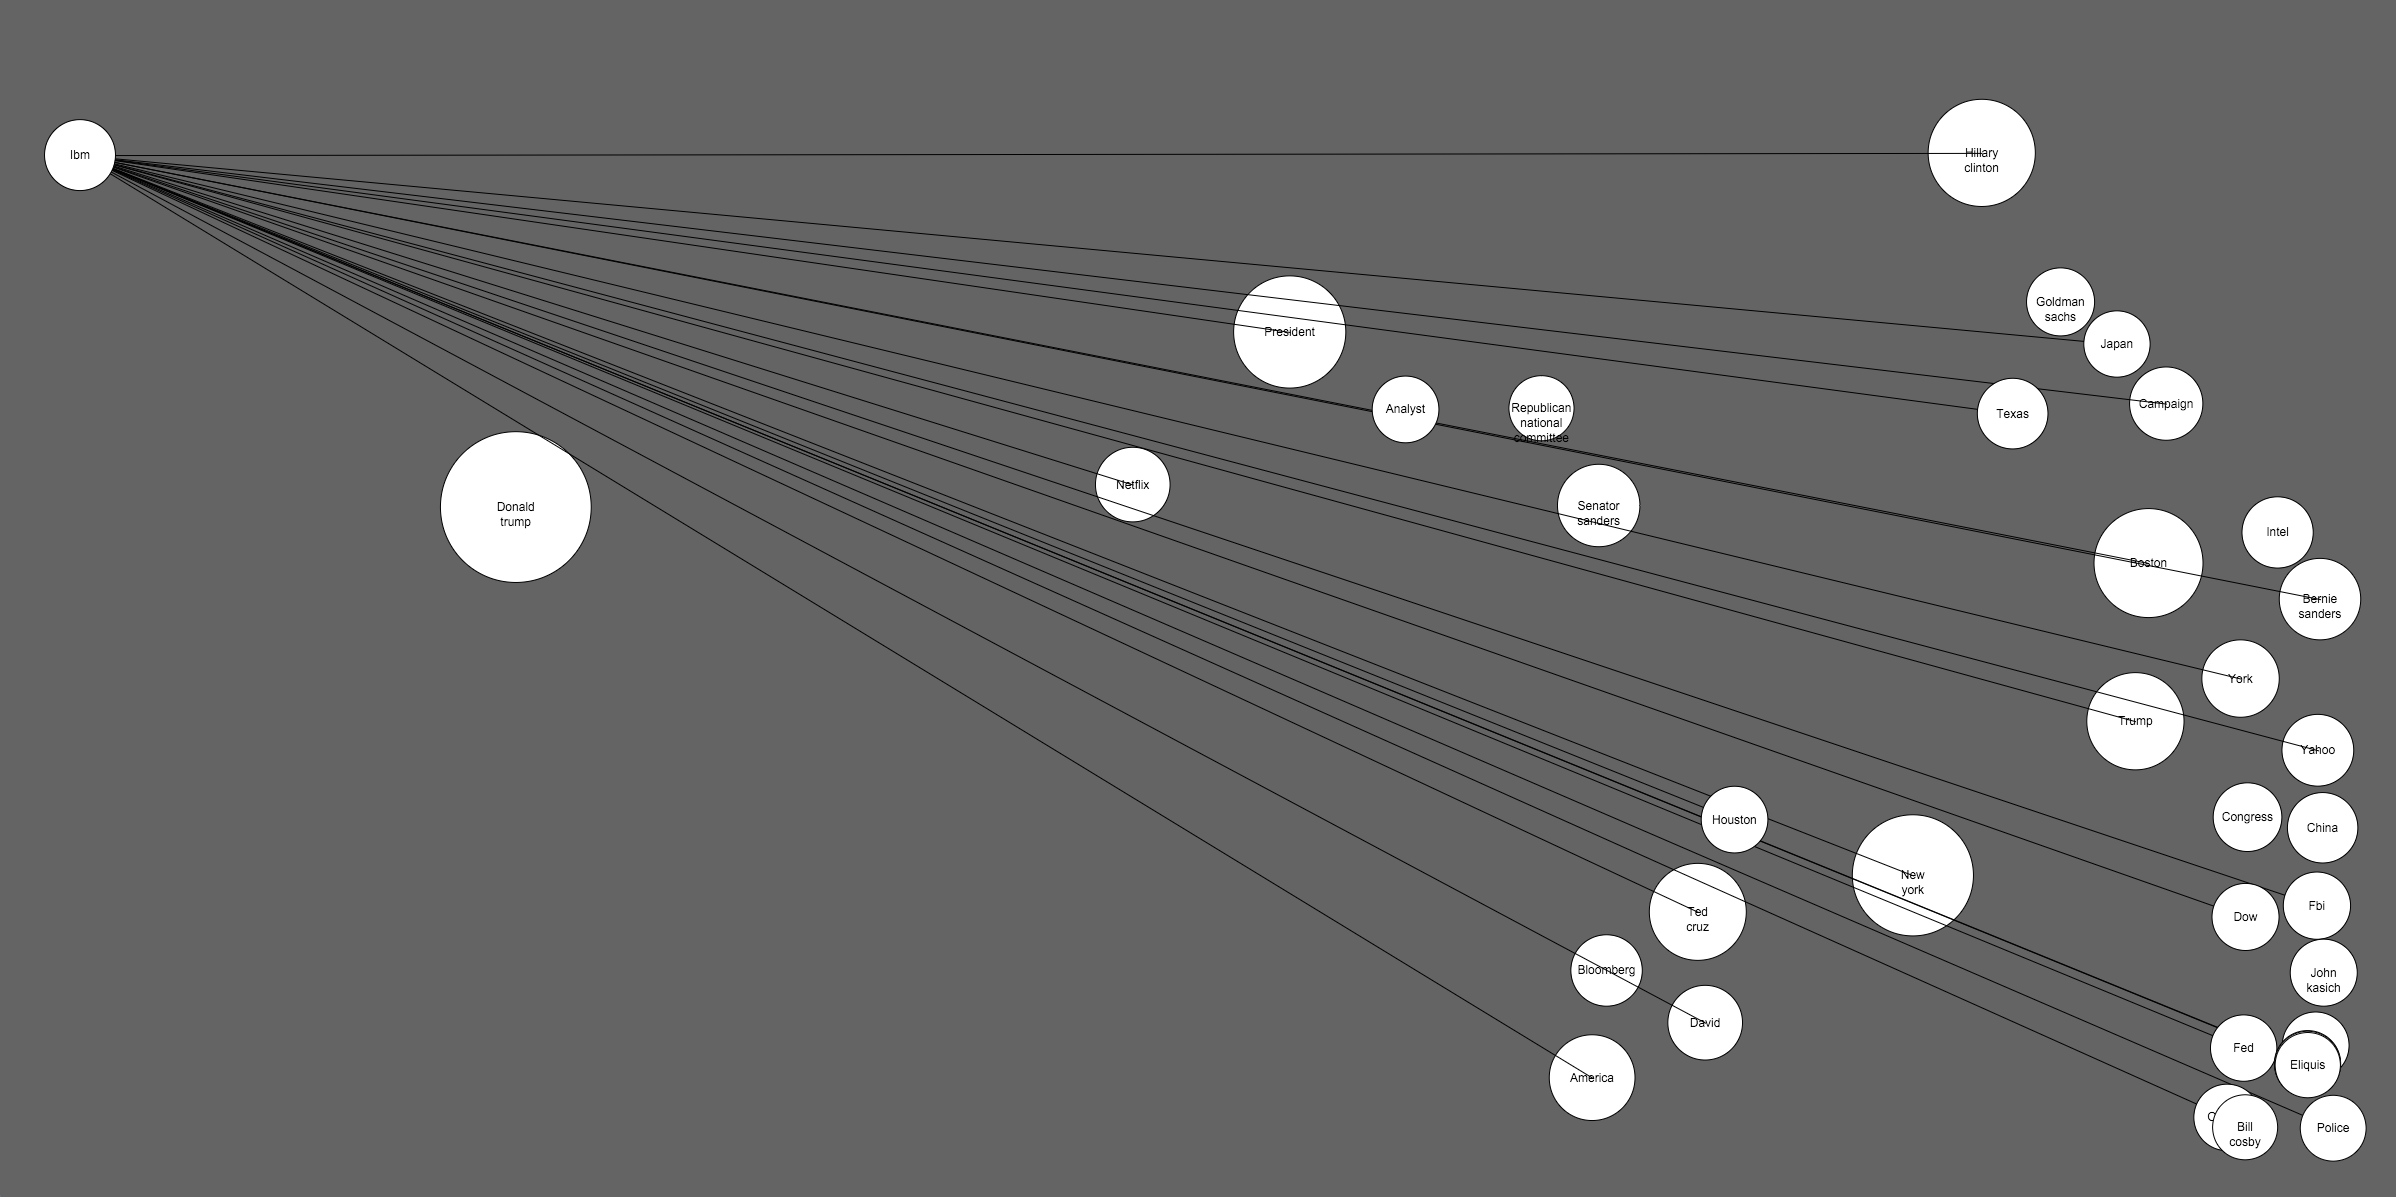 Ibm
Hillary
clinton
Goldman
sachs
President
Japan
Campaign
Analyst
Republican
national
committee
Texas
Netflix
Donald
trump
Senator
sanders
Intel
Boston
Bernie
sanders
York
Trump
Yahoo
Houston
Congress
China
New
york
Ted
cruz
Dow
Fbi
Bloomberg
John
kasich
David
Fed
Eliquis
America
Bill
cosby
Police